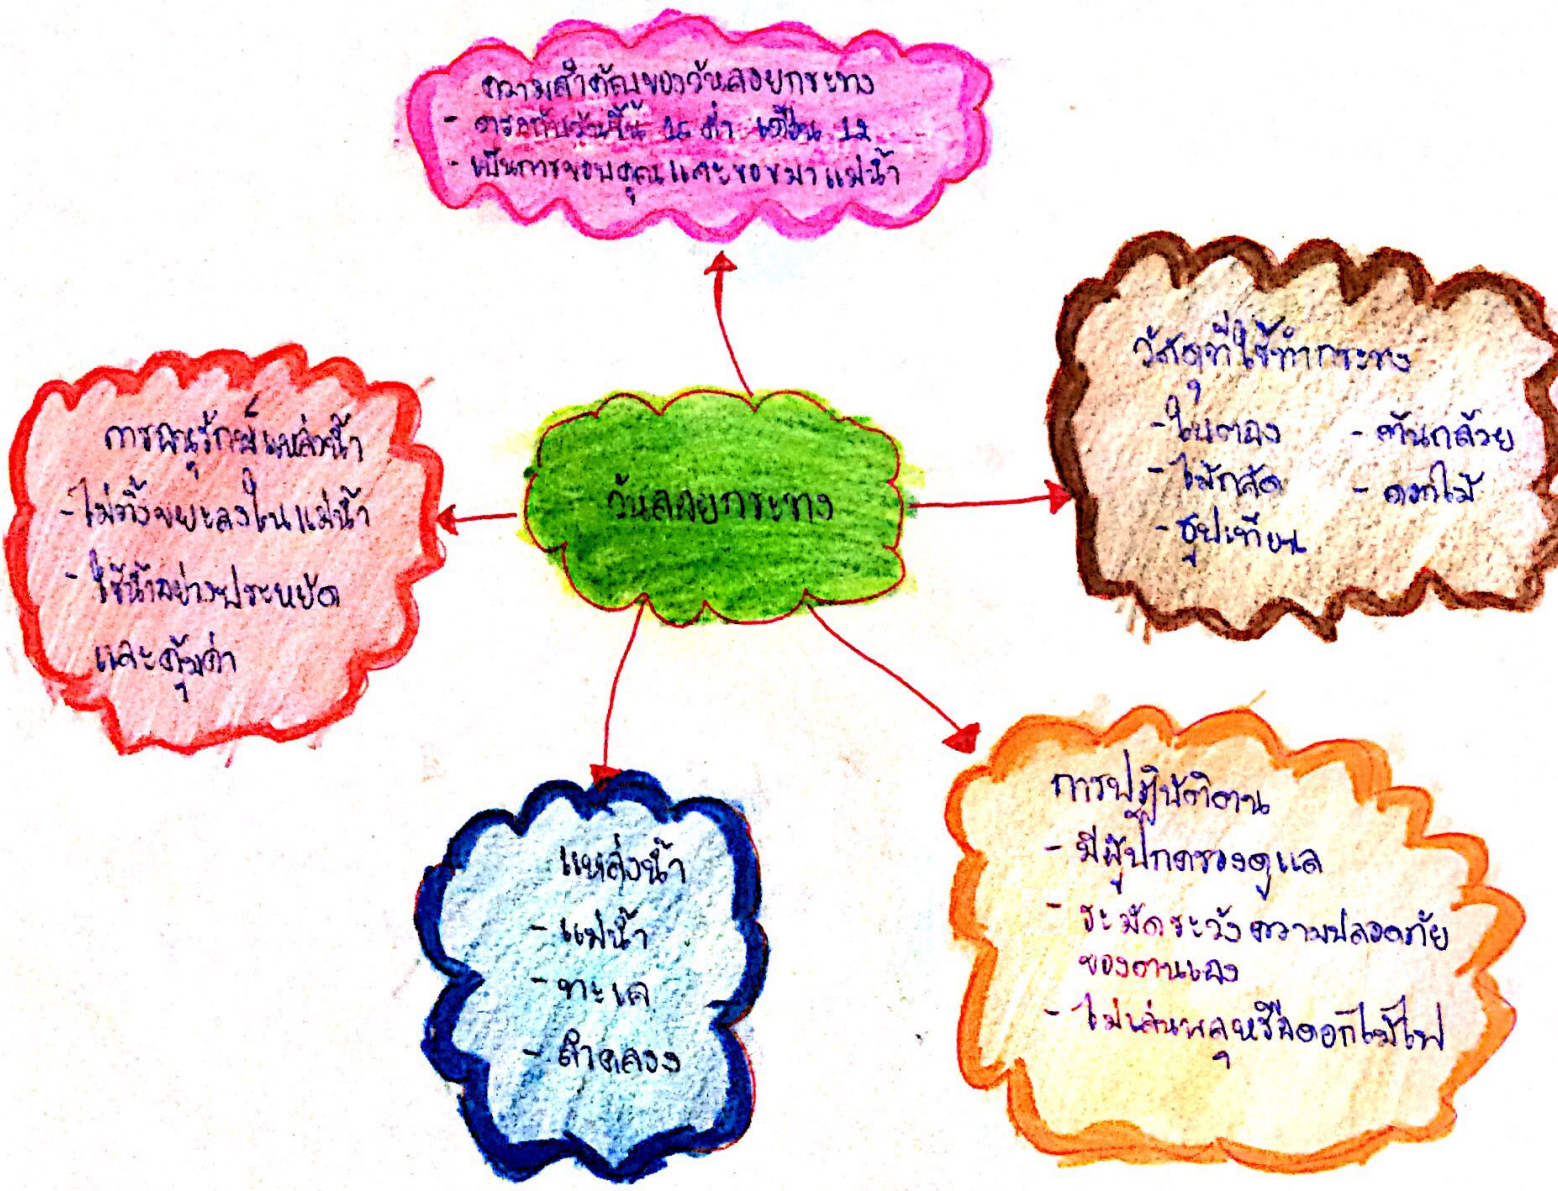 ความสำคัญของวันลอยกระทง
- ตรงกับวันขึ้น 15 ค่ำ เดือน 12
- เป็นการขอบคุณและขอขมาแม่น้ำ
วัสดุที่ใช้ทำกระทง
- ใบตอง - ต้นกล้วย
- ไม้กลัด - ดอกไม้
- ธูปเทียน
การอนุรักษ์แหล่งน้ำ
- ไม่ทิ้งขยะลงในแม่น้ำ
- ใช้น้ำอย่างประหยัด
และคุ้มค่า
วันลอยกระทง
แหล่งน้ำ
- แม่น้ำ
- ทะเล
- ลำคลอง
การปฏิบัติตน
- มีผู้ปกครองดูแล
- ระมัดระวังความปลอดภัย
ของตนเอง
- ไม่เล่นพลุหรือดอกไม้ไฟ